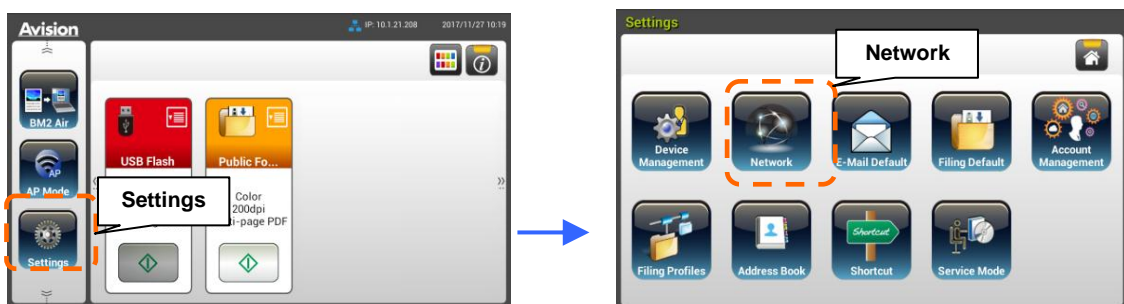 Avision
IP: 10.1.21.208 2017/11/27 10:19
BM2 Air
AP Mode
Settings
USB Flash
Public Fo...
Color
200dpi
-page PDF
Settings
Settings
Network
Device
Management
Network
E-Mail Default
Filing Default
Account
Management
Filing Profiles
Address Book
Shortcut
Shortcut
Service Mode